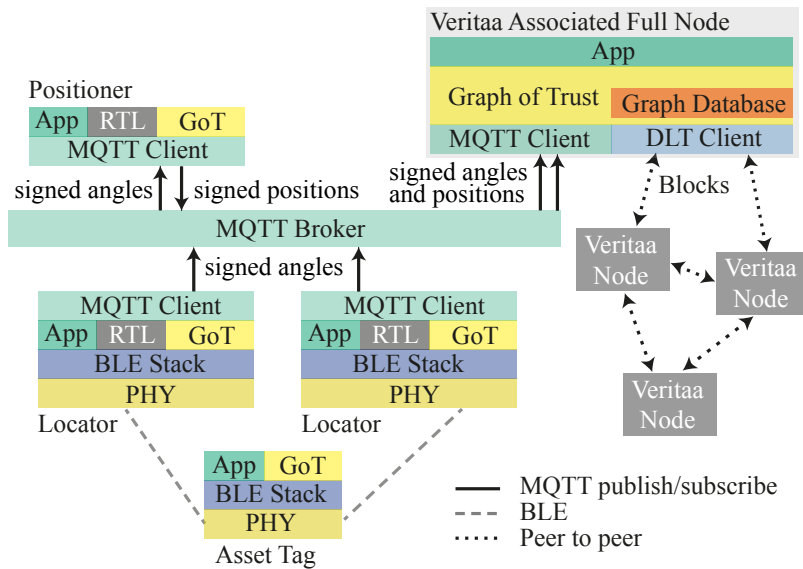 Veritaa Associated Full Node
App
Graph of Trust
Graph Database
MQTT Client
DLT Client
Positioner
App RTL GoT
MQTT Client
signed angles
signed positions
signed angles
and positions
Blocks
MQTT Broker
signed angles
Veritaa
Node
Veritaa
Node
Veritaa
Node
MQTT Client
App RTL GoT
BLE Stack
PHY
Locator
MQTT Client
App RTL GoT
BLE Stack
PHY
Locator
App GoT
BLE Stack
PHY
Asset Tag
MQTT publish/subscribe
BLE
Peer to peer